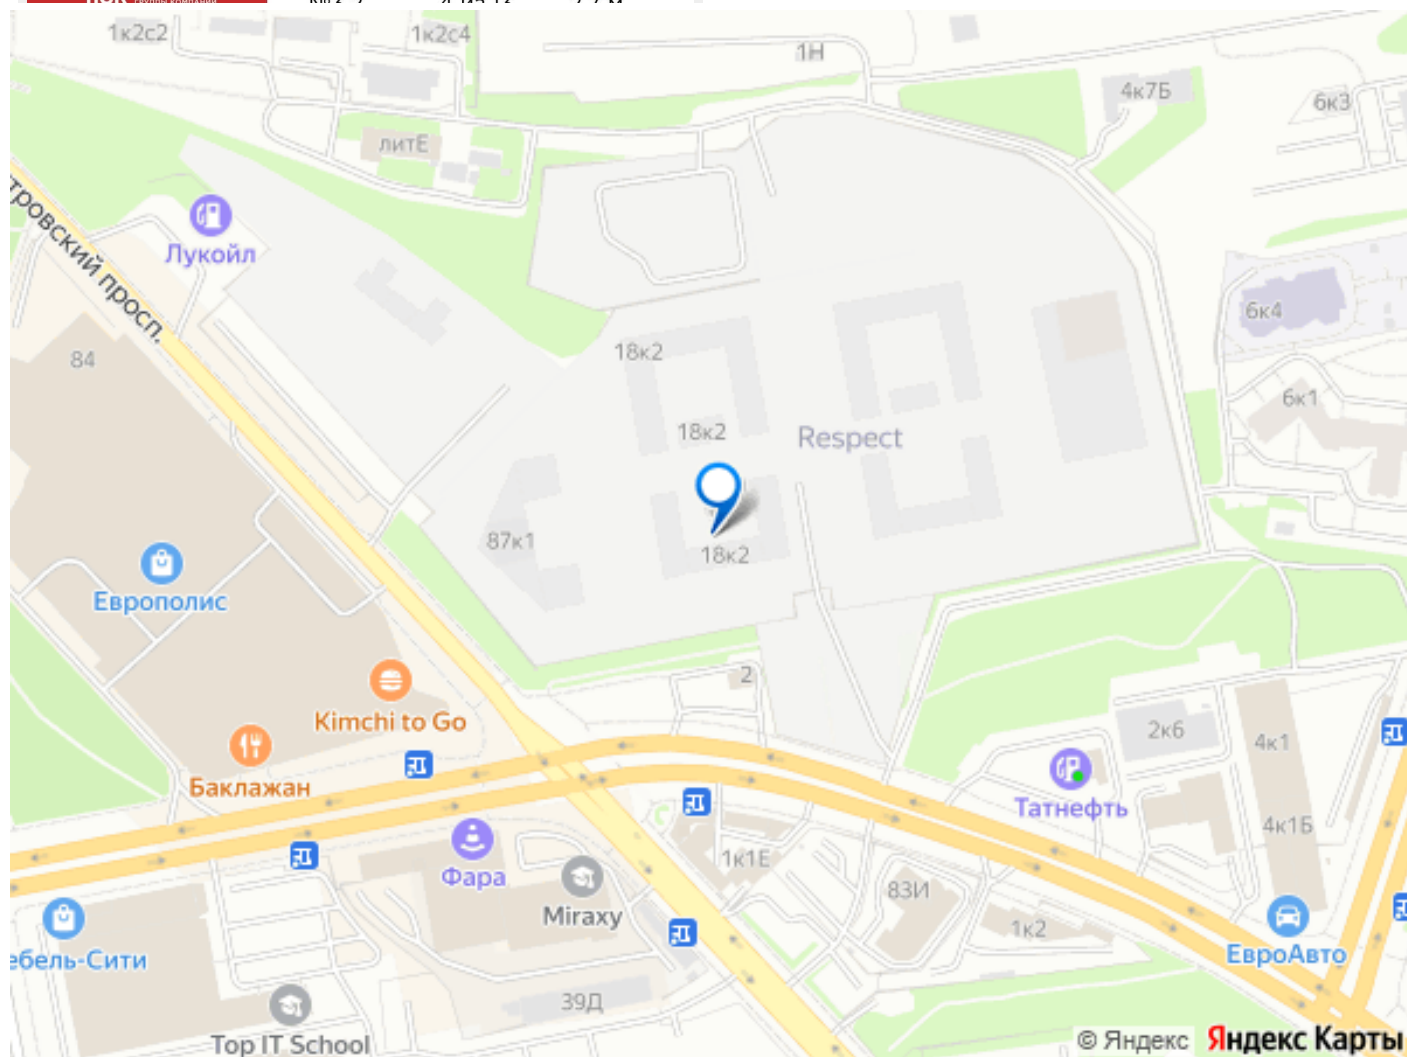 1к2с2
1к2с4
1Н
4к7Б
6к3
литЕ
тровский просп.
Лукойл
6к4
84
18к2
6к1
18к2
Respect
87к1
18к2
Европолис
2
Kimchi to Go
2к6
4к1
Баклажан
Татнефть
4к1Б
1к1Е
Фара
83И
Miraxy
1к2
ебель-Сити
ЕвроАвто
39Д
Top IT School
© Яндекс Яндекс Карты